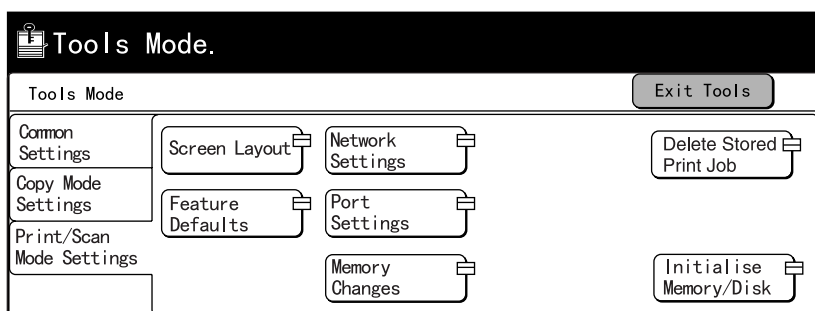 Tools Mode.
Tools Mode
Exit Tools
Common
Settings
Copy Mode
Settings
Print/Scan
Mode Settings
Screen Layout
Feature
Defaults
Network
Settings
Port
Settings
Memory
Changes
Delete Stored
Print Job
Initialise
Memory/Disk